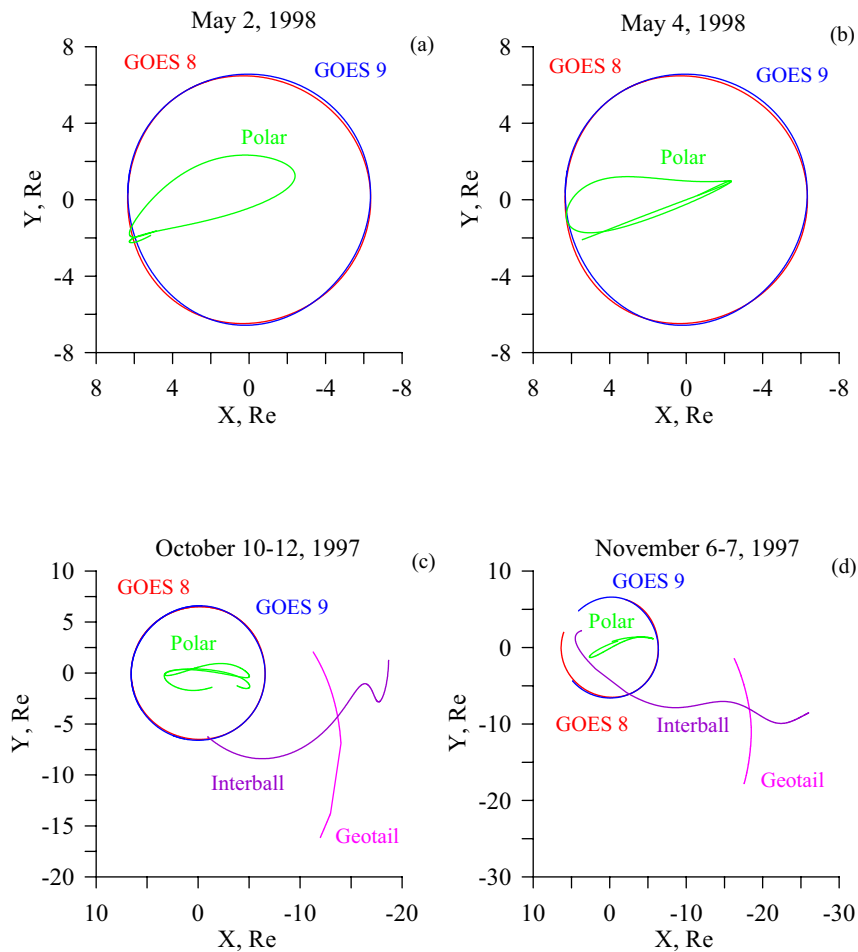 May 2, 1998
(a)
GOES 8
GOES 9
Polar
8
4
0
-4
-8
Y, Re
8
4
0
-4
-8
X, Re
May 4, 1998
(b)
GOES 8
GOES 9
Polar
8
4
0
-4
-8
Y, Re
8
4
0
-4
-8
X, Re
October 10-12, 1997
(c)
GOES 8
GOES 9
Polar
Interball
Geotail
10
5
0
-5
-10
-15
-20
Y, Re
10
0
-10
-20
X, Re
November 6-7, 1997
(d)
GOES 9
Polar
GOES 8
Interball
Geotail
10
0
-10
-20
-30
Y, Re
10
0
-10
-20
-30
X, Re